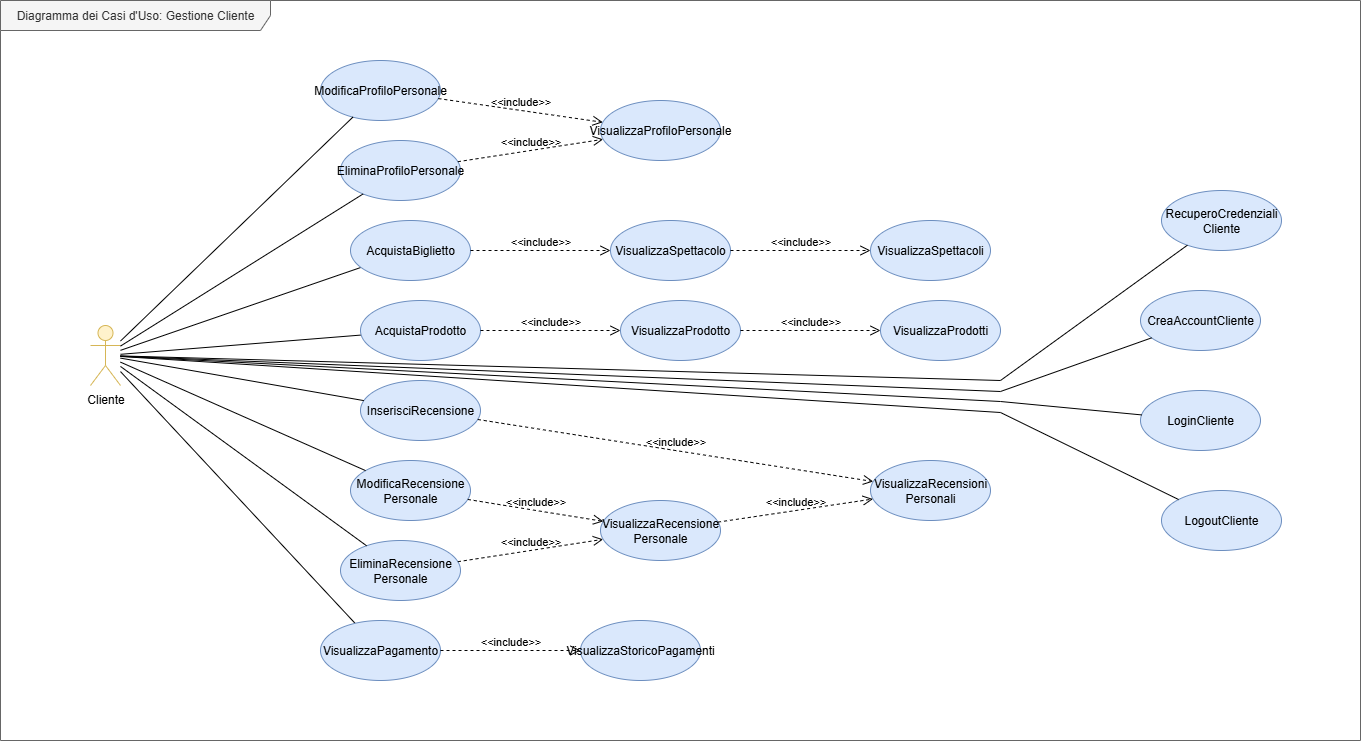 Diagramma dei Casi d'Uso: Gestione Cliente
ModificaProfiloPersonale
<<include>>
VisualizzaProfiloPersonale
<<include>>
EliminaProfiloPersonale
RecuperoCredenziali
Cliente
AcquistaBiglietto
<<include>>
VisualizzaSpettacolo
<<include>>
VisualizzaSpettacoli
CreaAccountCliente
AcquistaProdotto
<<include>>
VisualizzaProdotto
<<include>>
VisualizzaProdotti
Cliente
InserisciRecensione
LoginCliente
<<include>>
ModificaRecensione
Personale
<<include>>
VisualizzaRecensione
Personale
<<include>>
VisualizzaRecensioni
Personali
LogoutCliente
<<include>>
EliminaRecensione
Personale
VisualizzaPagamento
<<include>>
VisualizzaStoricoPagamenti